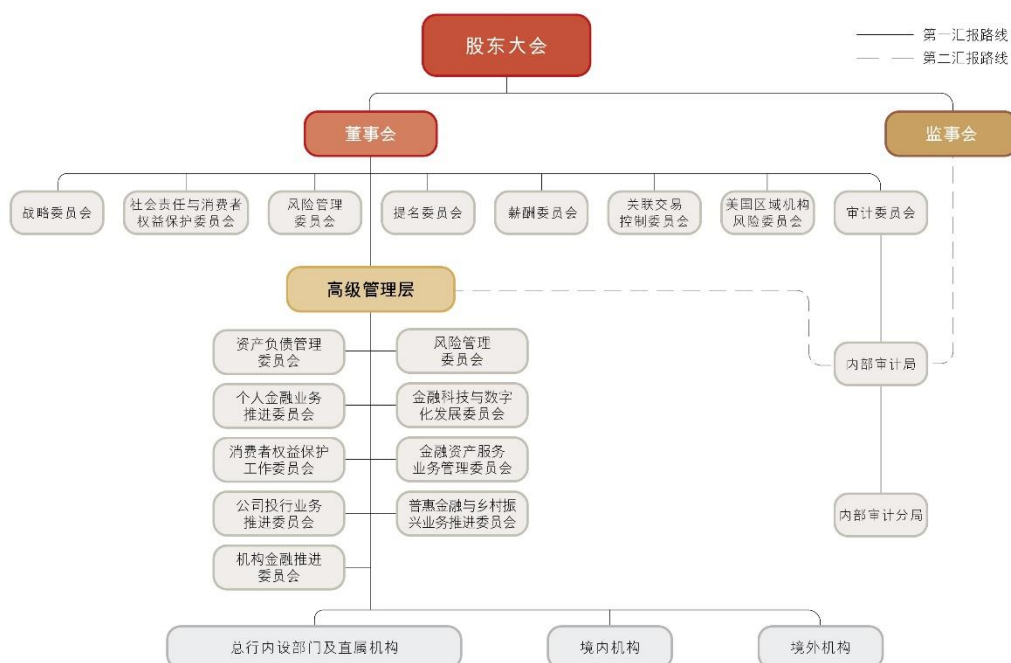 股东大会
第一汇报路线
第二汇报路线
董事会
监事会
战略委员会
社会责任与消费者
权益保护委员会
风险管理
委员会
提名委员会
薪酬委员会
关联交易
控制委员会
美国区域机构
风险委员会
审计委员会
高级管理层
资产负债管理
委员会
风险管理
委员会
内部审计局
个人金融业务
推进委员会
金融科技与数字
化发展委员会
消费者权益保护
工作委员会
金融资产服务
业务管理委员会
公司投行业务
推进委员会
普惠金融与乡村振
兴业务推进委员会
内部审计分局
机构金融推进
委员会
总行内设部门及直属机构
境内机构
境外机构